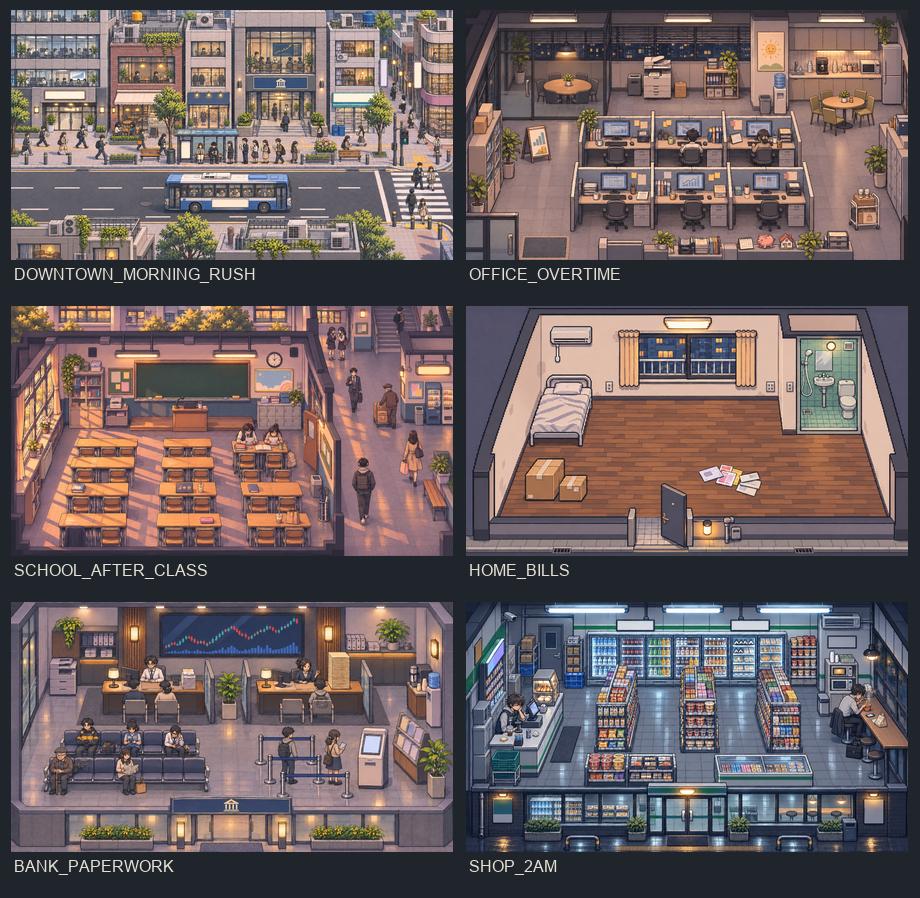 DOWNTOWN_MORNING_RUSH
OFFICE_OVERTIME
SCHOOL_AFTER_CLASS
HOME_BILLS
BANK_PAPERWORK
SHOP_2AM